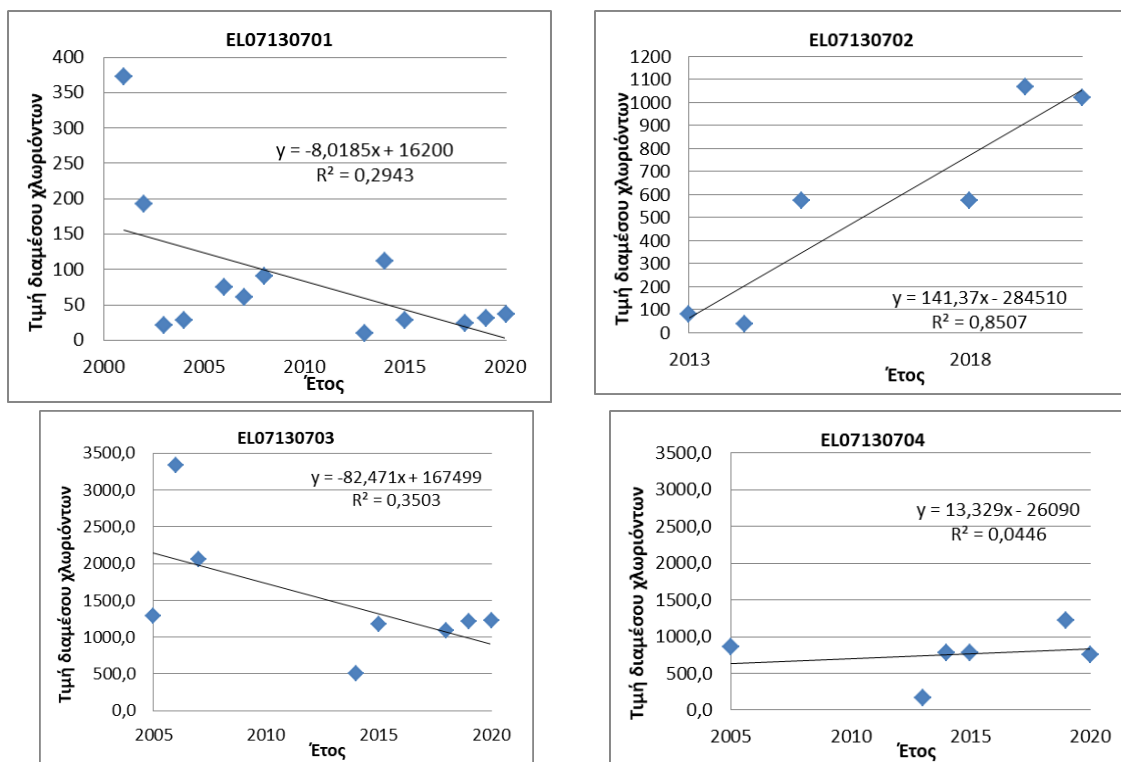 EL07130701
400
350
300
250
200
150
100
50
0
Τιμή διαμέσου χλωριόντων
y = -8,0185x + 16200
R² = 0,2943
2000 2005 2010 2015 2020
Έτος
EL07130702
1200
1100
1000
900
800
700
600
500
400
300
200
100
0
Τιμή διαμέσου χλωριόντων
y = 141,37x - 284510
R² = 0,8507
2013 2018
Έτος
EL07130703
3500,0
3000,0
2500,0
2000,0
1500,0
1000,0
500,0
0,0
Τιμή διαμέσου χλωριόντων
y = -82,471x + 167499
R² = 0,3503
2005 2010 2015 2020
Έτος
EL07130704
3500,0
3000,0
2500,0
2000,0
1500,0
1000,0
500,0
0,0
Τιμή διαμέσου χλωριόντων
y = 13,329x - 26090
R² = 0,0446
2005 2010 2015 2020
Έτος